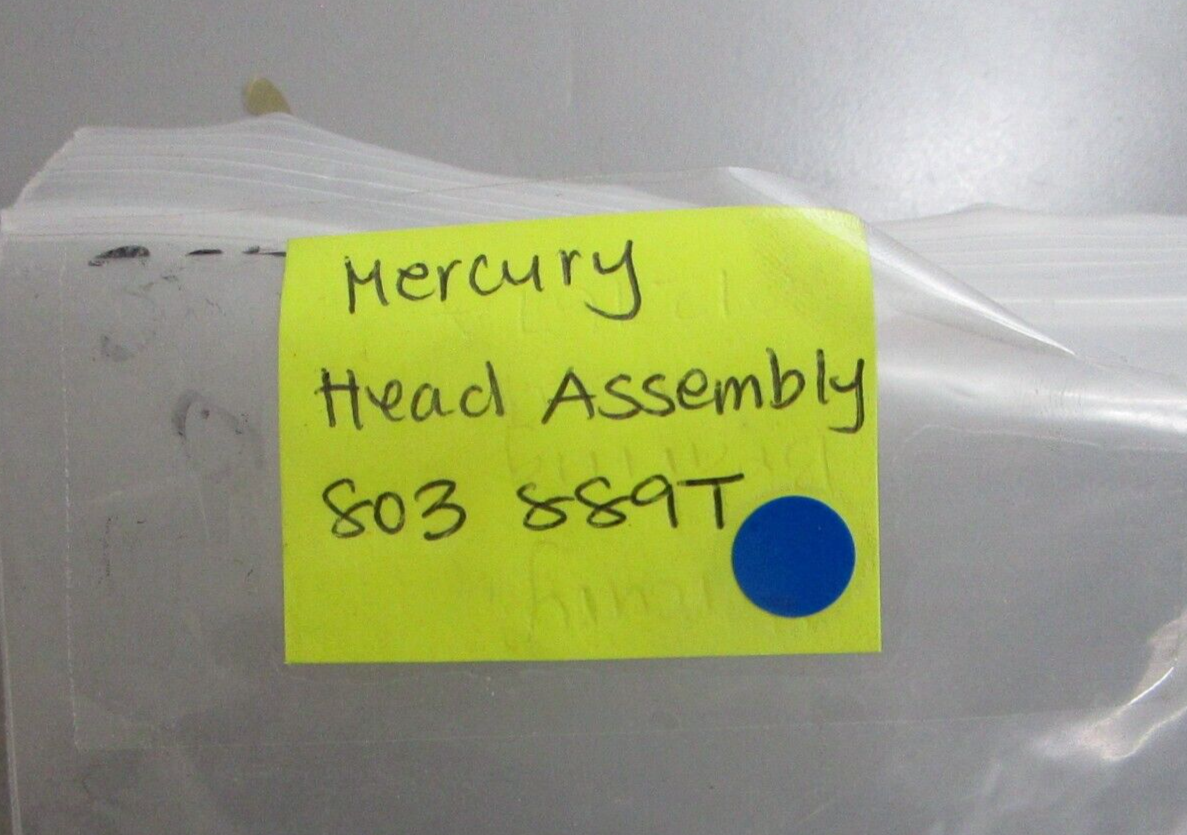 Mercury
Head Assembly
803 889T